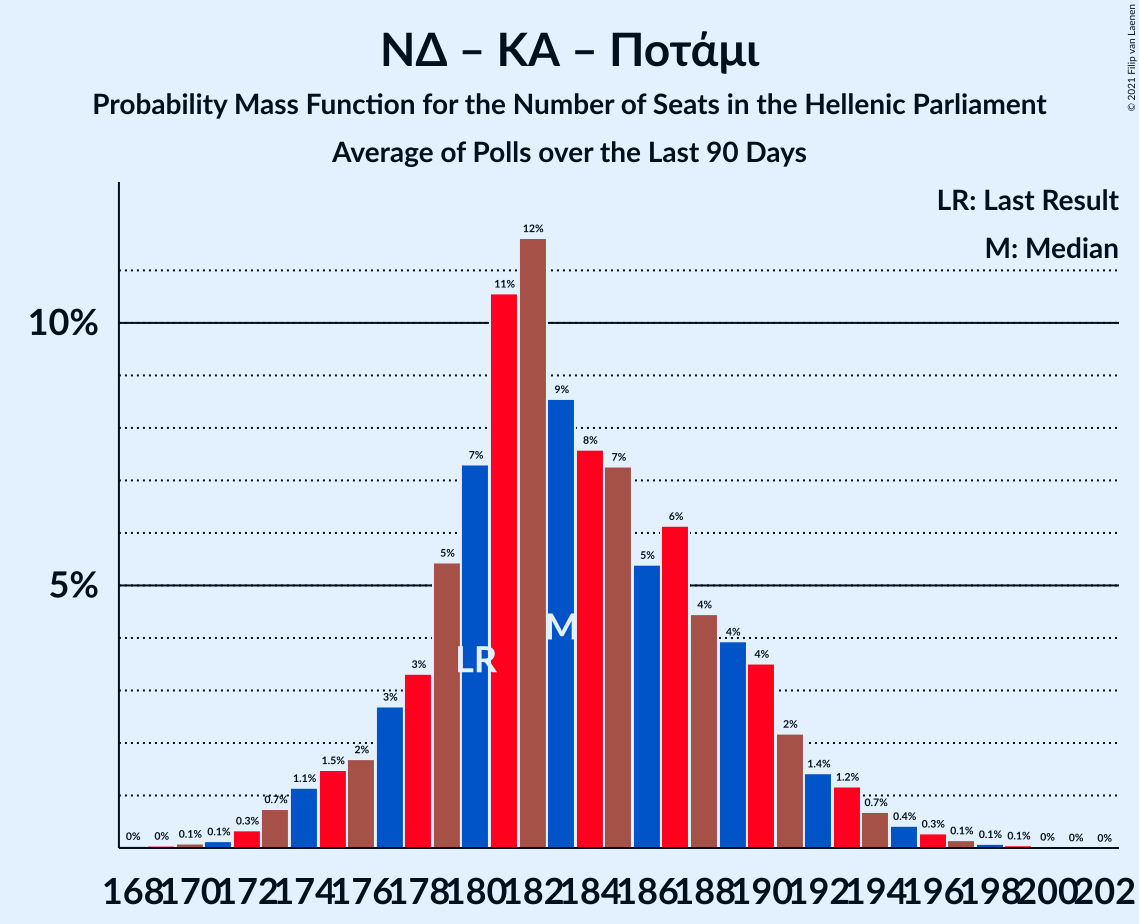 ΝΔ – ΚΑ – Ποτάμι
Probability Mass Function for the Number of Seats in the Hellenic Parliament
Average of Polls over the Last 90 Days
© 2021 Filip van Laenen
LR: Last Result
M: Median
10%
5%
0% 0% 0.1% 0.1% 0.3% 0.7% 1.1% 1.5% 2% 3% 3% 5% 7% 11% 12% 9% 8% 7% 5% 6% 4% 4% 4% 2% 1.4% 1.2% 0.7% 0.4% 0.3% 0.1% 0.1% 0.1% 0% 0% 0%
LR
M
168 170 172 174 176 178 180 182 184 186 188 190 192 194 196 198 200 202